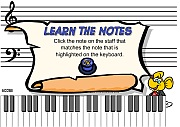 LEARN THE NOTES
Click the note on the staff that
matches the note that is
highlighted on the keyboard.